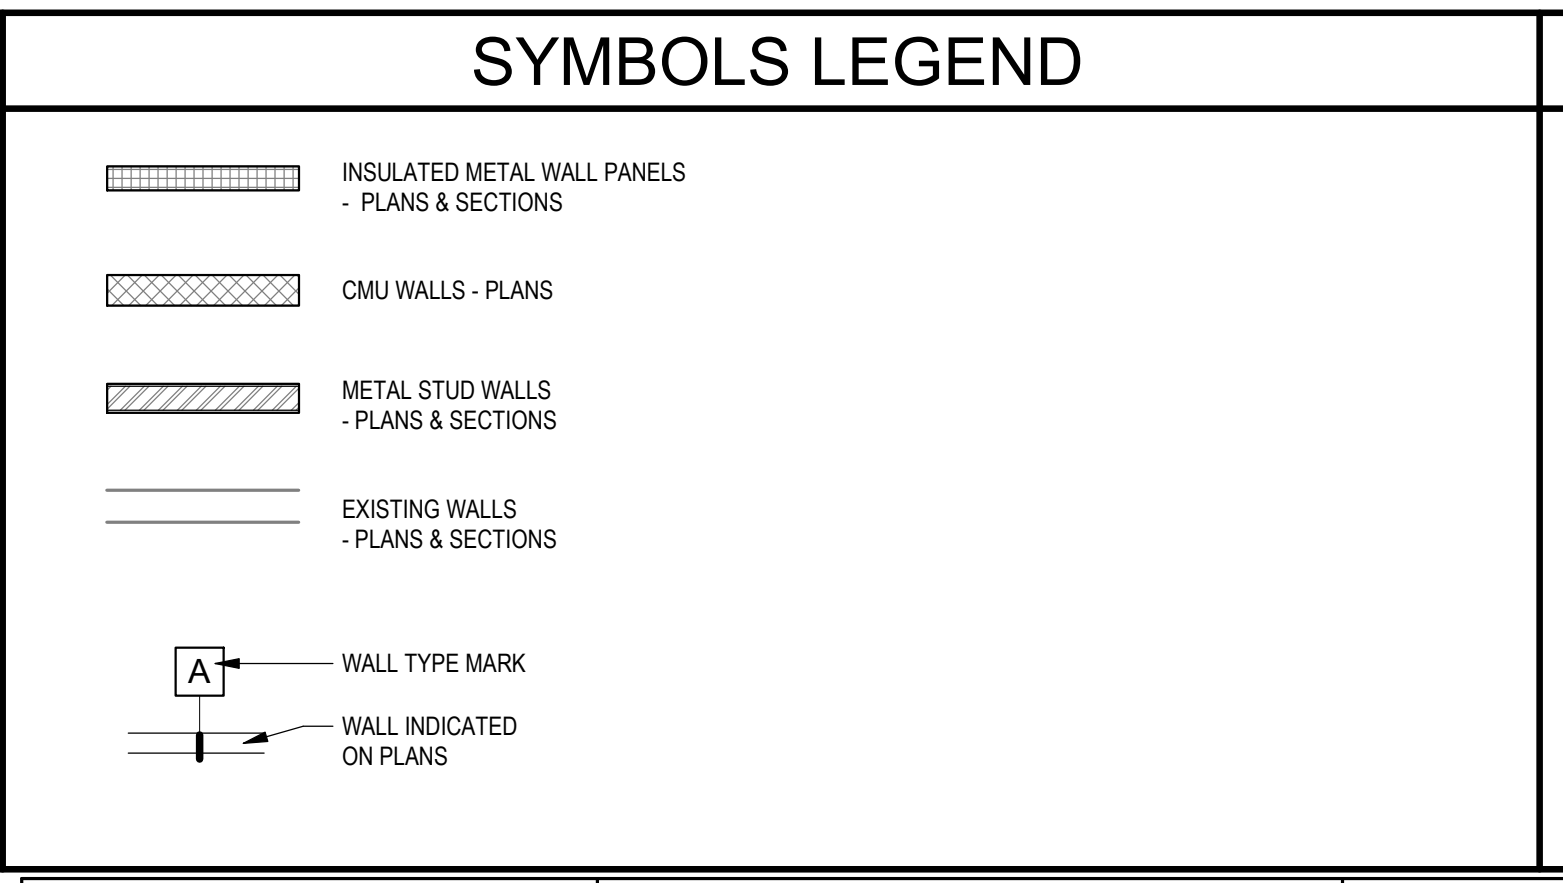 SYMBOLS LEGEND
INSULATED METAL WALL PANELS
- PLANS & SECTIONS
CMU WALLS - PLANS
METAL STUD WALLS
- PLANS & SECTIONS
EXISTING WALLS
- PLANS & SECTIONS
A
WALL TYPE MARK
WALL INDICATED
ON PLANS